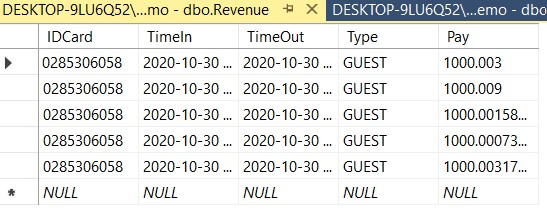 DESKTOP-9LU6Q52\...mo - dbo.Revenue DESKTOP-9LU6Q52\...emo - dbo
IDCard TimeIn TimeOut Type Pay
0285306058 2020-10-30 ... 2020-10-30 ... GUEST 1000.003
0285306058 2020-10-30 ... 2020-10-30 ... GUEST 1000.009
0285306058 2020-10-30 ... 2020-10-30 ... GUEST 1000.00158...
0285306058 2020-10-30 ... 2020-10-30 ... GUEST 1000.00073...
0285306058 2020-10-30 ... 2020-10-30 ... GUEST 1000.00317...
NULL NULL NULL NULL NULL